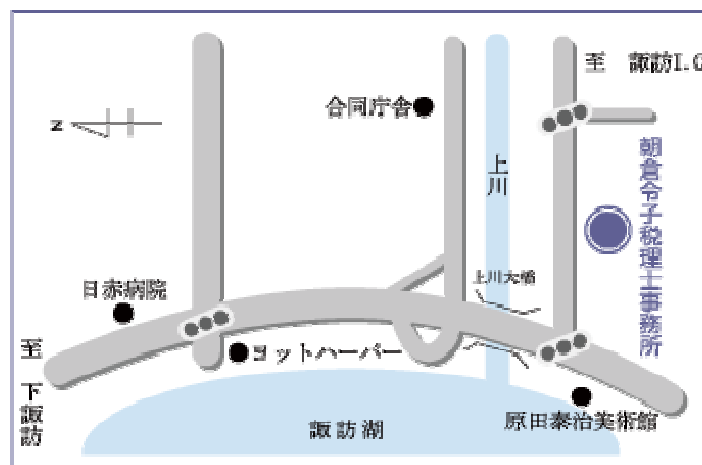 至　諏訪I.C
合同庁舎
N
上川
朝倉令子税理士事務所
上川大橋
日赤病院
ヨットハーバー
至　下諏訪
原田泰治美術館
諏訪湖